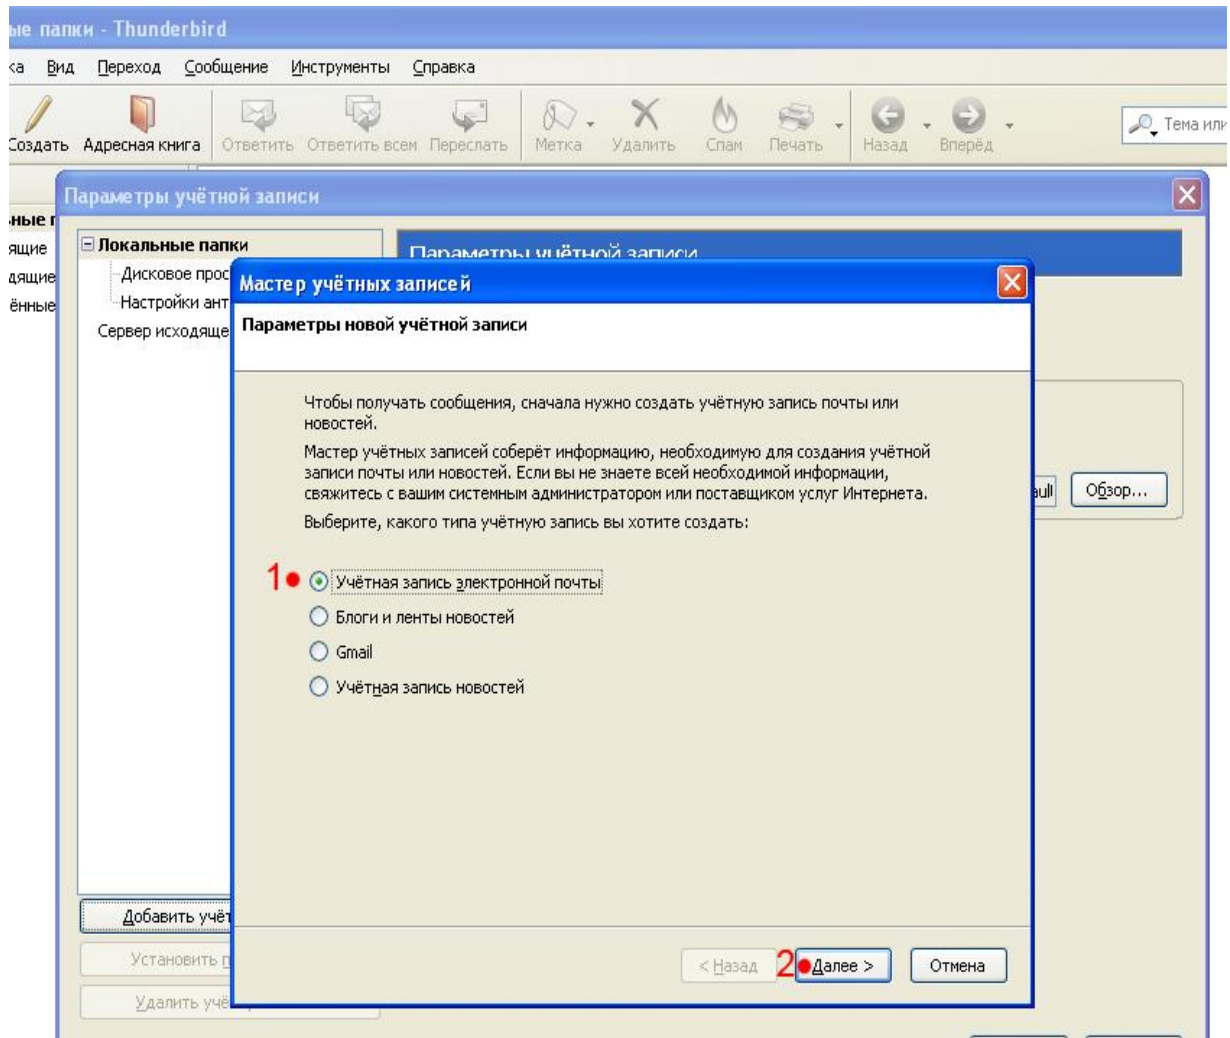 ые папки - Thunderbird
ка Вид Переход Сообщение Инструменты Справка
Создать Адресная книга Ответить Ответить всем Переслать Метка Удалить Спам Печать Назад Вперёд Тема или
Параметры учётной записи
ные п
ящие
дящие
ённые
Локальные папки
Дисковое прос
Настройки ант
Сервер исходяще
Параметры учётной записи
Мастер учётных записей
Параметры новой учётной записи
Чтобы получать сообщения, сначала нужно создать учётную запись почты или
новостей.
Мастер учётных записей соберёт информацию, необходимую для создания учётной
записи почты или новостей. Если вы не знаете всей необходимой информации,
свяжитесь с вашим системным администратором или поставщиком услуг Интернета.
Выберите, какого типа учётную запись вы хотите создать:
ault Обзор...
1 Учётная запись электронной почты
Блоги и ленты новостей
Gmail
Учётная запись новостей
Добавить учёт
Установить п
Удалить учё
< Назад 2 Далее > Отмена